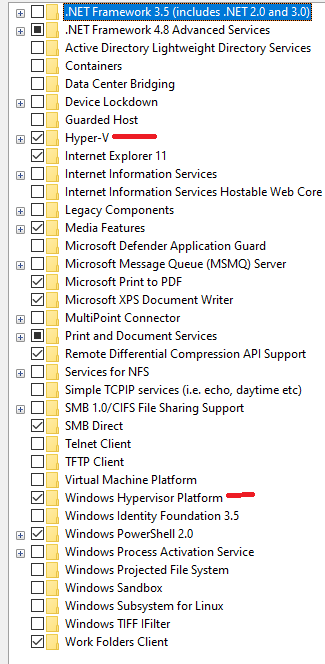 .NET Framework 3.5 (includes .NET 2.0 and 3.0)
.NET Framework 4.8 Advanced Services
Active Directory Lightweight Directory Services
Containers
Data Center Bridging
Device Lockdown
Guarded Host
Hyper-V
Internet Explorer 11
Internet Information Services
Internet Information Services Hostable Web Core
Legacy Components
Media Features
Microsoft Defender Application Guard
Microsoft Message Queue (MSMQ) Server
Microsoft Print to PDF
Microsoft XPS Document Writer
MultiPoint Connector
Print and Document Services
Remote Differential Compression API Support
Services for NFS
Simple TCPIP services (i.e. echo, daytime etc)
SMB 1.0/CIFS File Sharing Support
SMB Direct
Telnet Client
TFTP Client
Virtual Machine Platform
Windows Hypervisor Platform
Windows Identity Foundation 3.5
Windows PowerShell 2.0
Windows Process Activation Service
Windows Projected File System
Windows Sandbox
Windows Subsystem for Linux
Windows TIFF IFilter
Work Folders Client